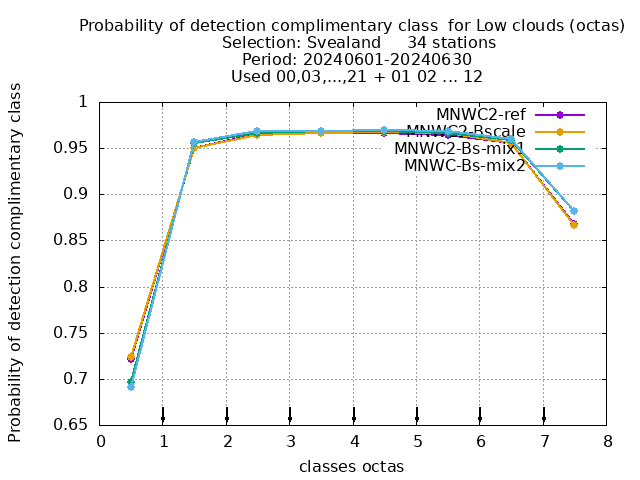 Probability of detection complimentary class  for Low clouds (octas)
Selection: Svealand     34 stations
Period: 20240601-20240630
Used 00,03,...,21 + 01 02 ... 12
Probability of detection complimentary class
MNWC2-ref
MNWC2-Bscale
MNWC2-Bs-mix1
MNWC-Bs-mix2
1
0.95
0.9
0.85
0.8
0.75
0.7
0.65
0 1 2 3 4 5 6 7 8
classes octas